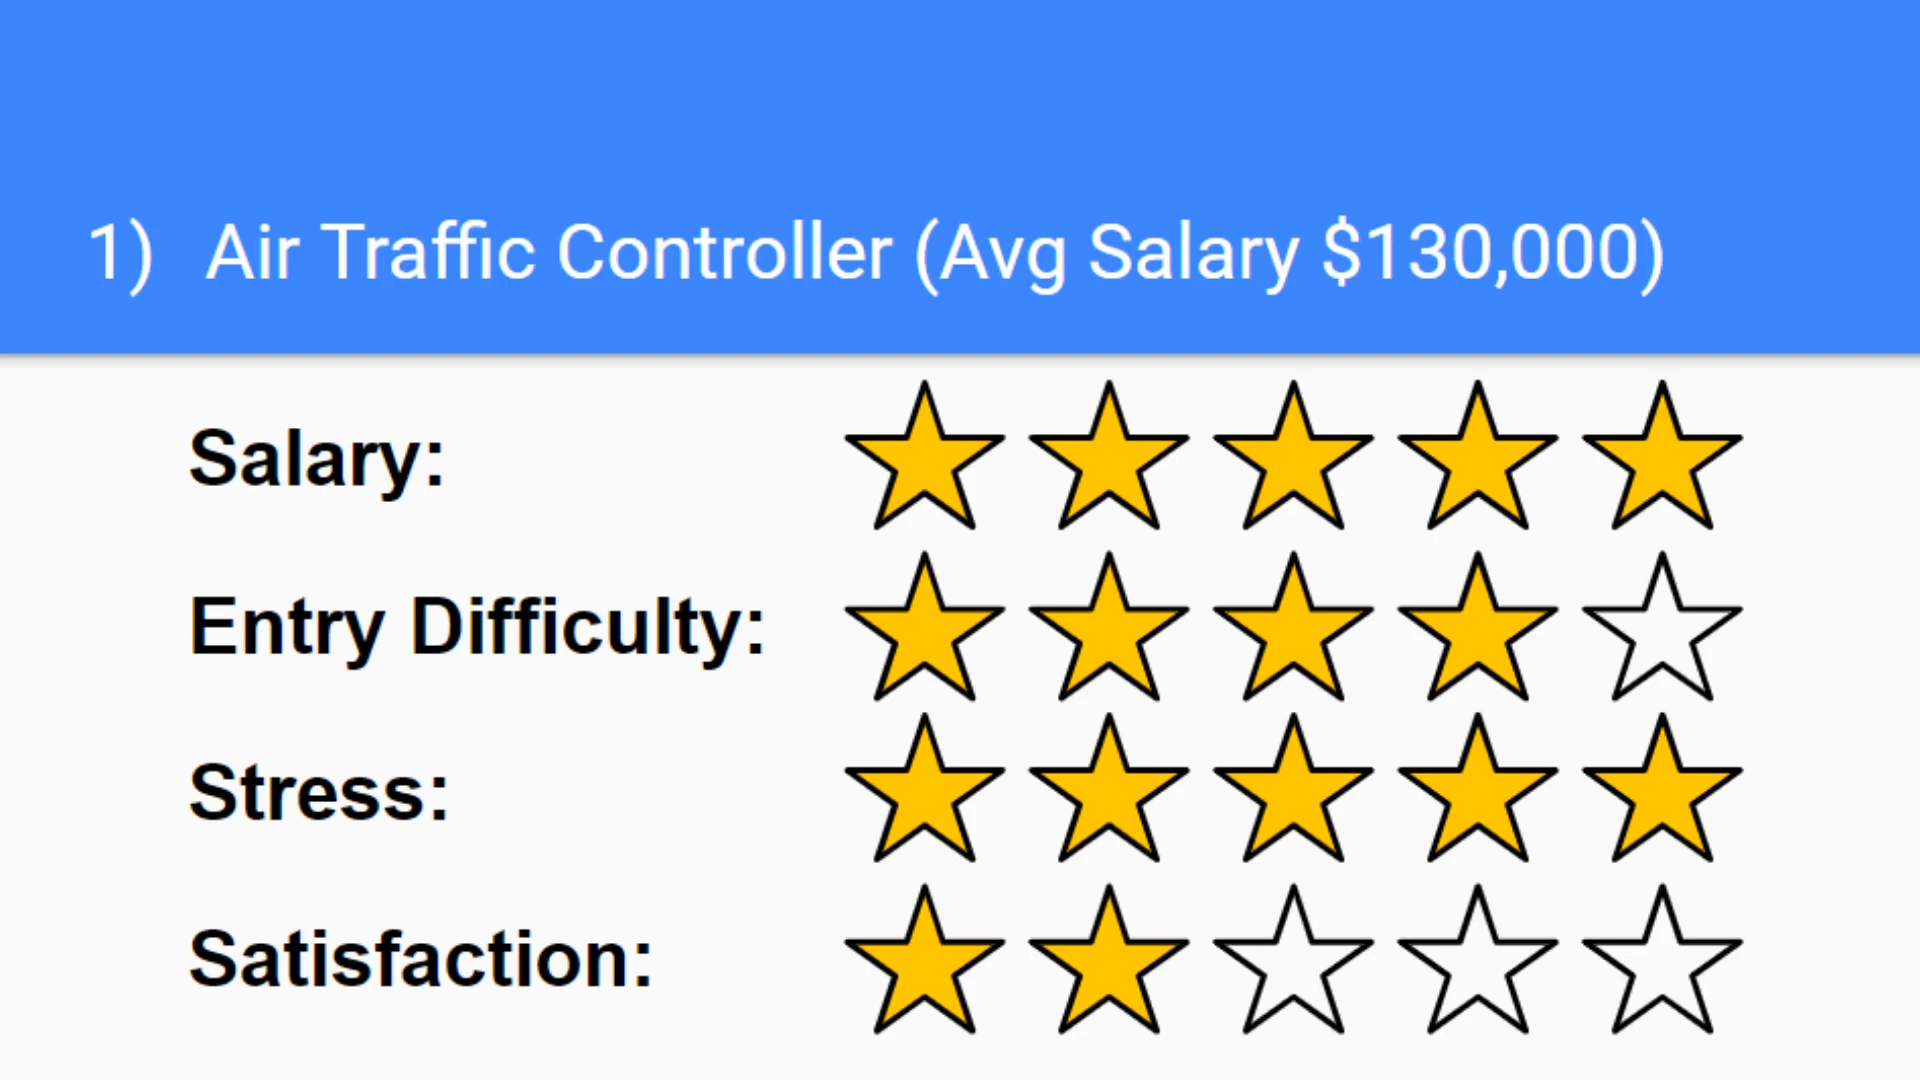 1) Air Traffic Controller (Avg Salary $130,000)
Salary:
Entry Difficulty:
Stress:
Satisfaction: